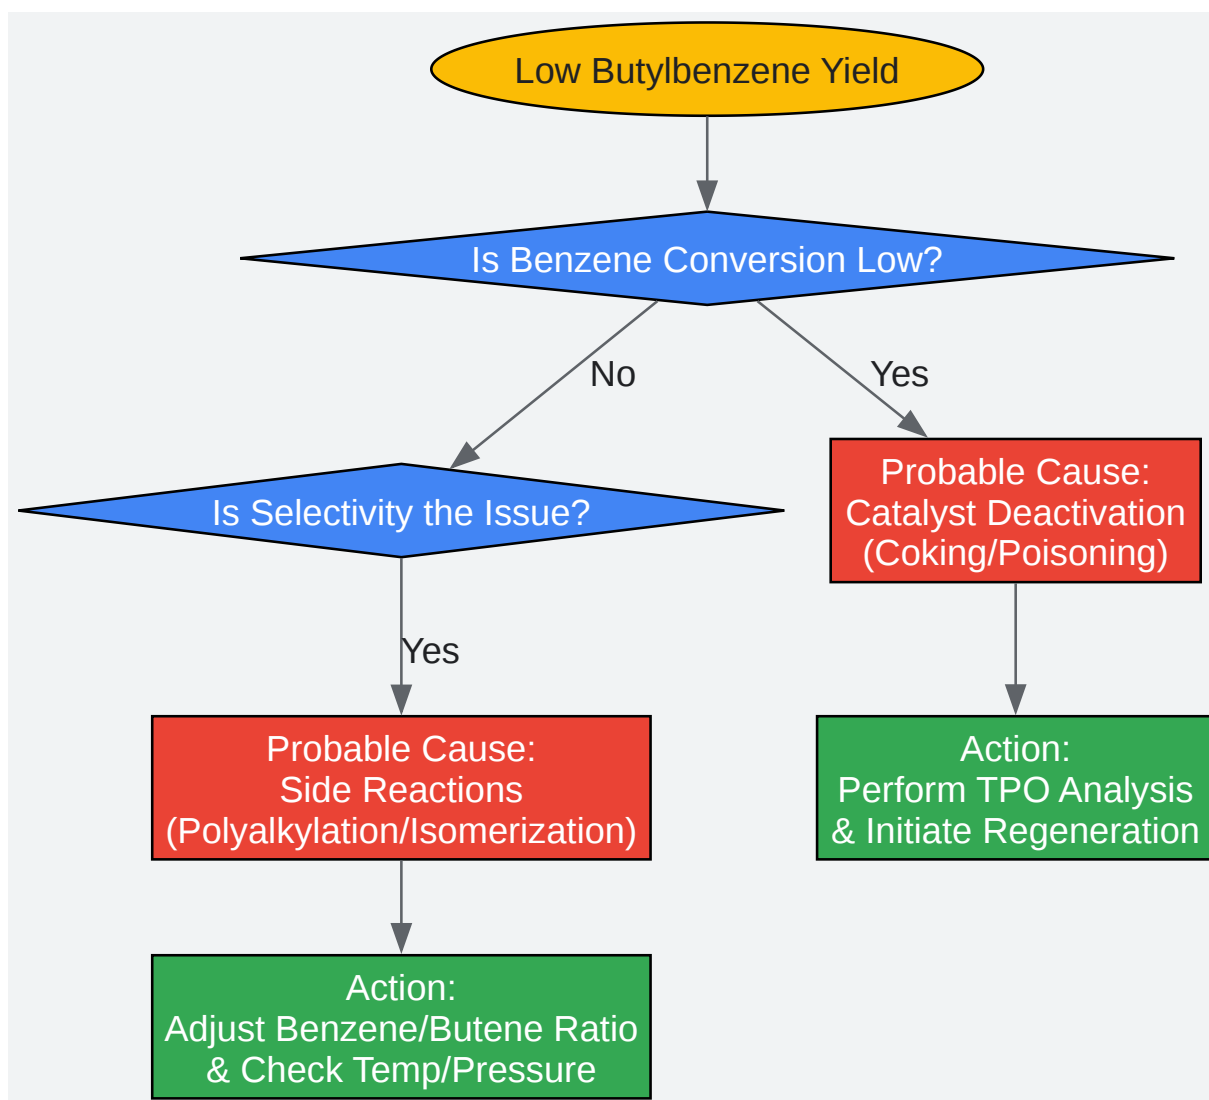 Low Butylbenzene Yield
Is Benzene Conversion Low?
No
Yes
Probable Cause:
Catalyst Deactivation
(Coking/Poisoning)
Is Selectivity the Issue?
Yes
Probable Cause:
Side Reactions
(Polyalkylation/Isomerization)
Action:
Perform TPO Analysis
& Initiate Regeneration
Action:
Adjust Benzene/Butene Ratio
& Check Temp/Pressure